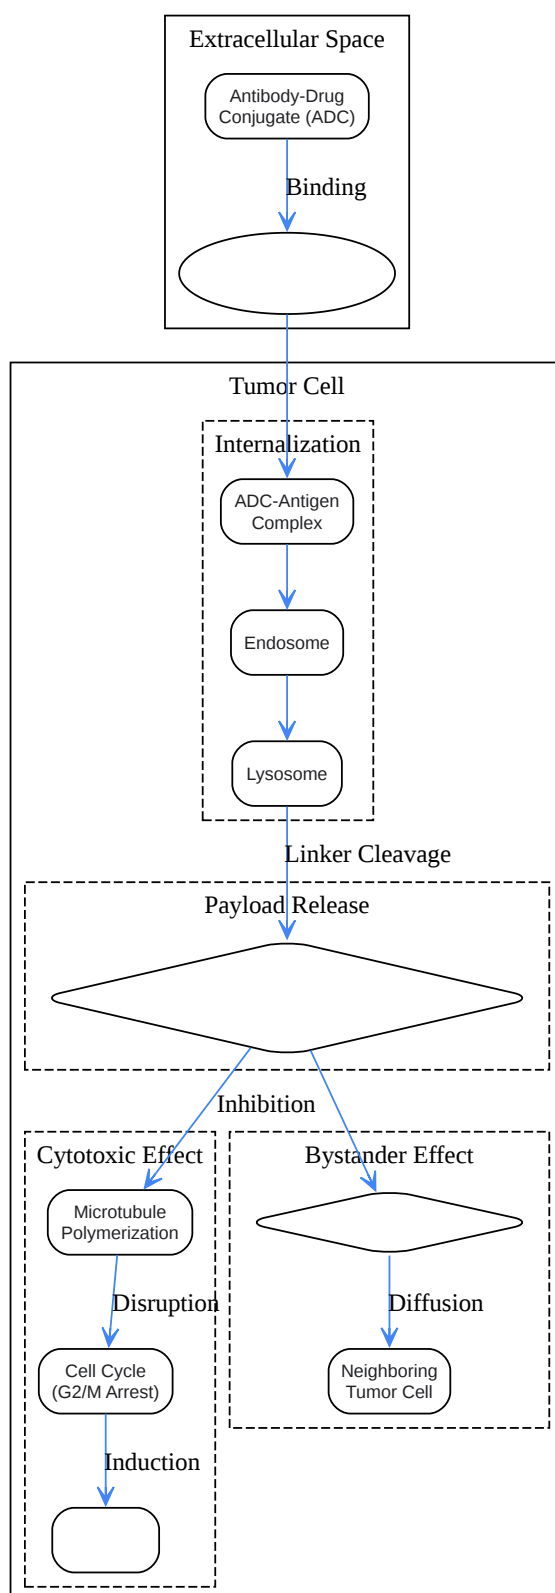 Extracellular Space
Antibody-Drug
Conjugate (ADC)
Binding
Tumor Cell
Internalization
ADC-Antigen
Complex
Endosome
Lysosome
Linker Cleavage
Payload Release
Inhibition
Cytotoxic Effect
Bystander Effect
Microtubule
Polymerization
Disruption
Diffusion
Cell Cycle
(G2/M Arrest)
Neighboring
Tumor Cell
Induction